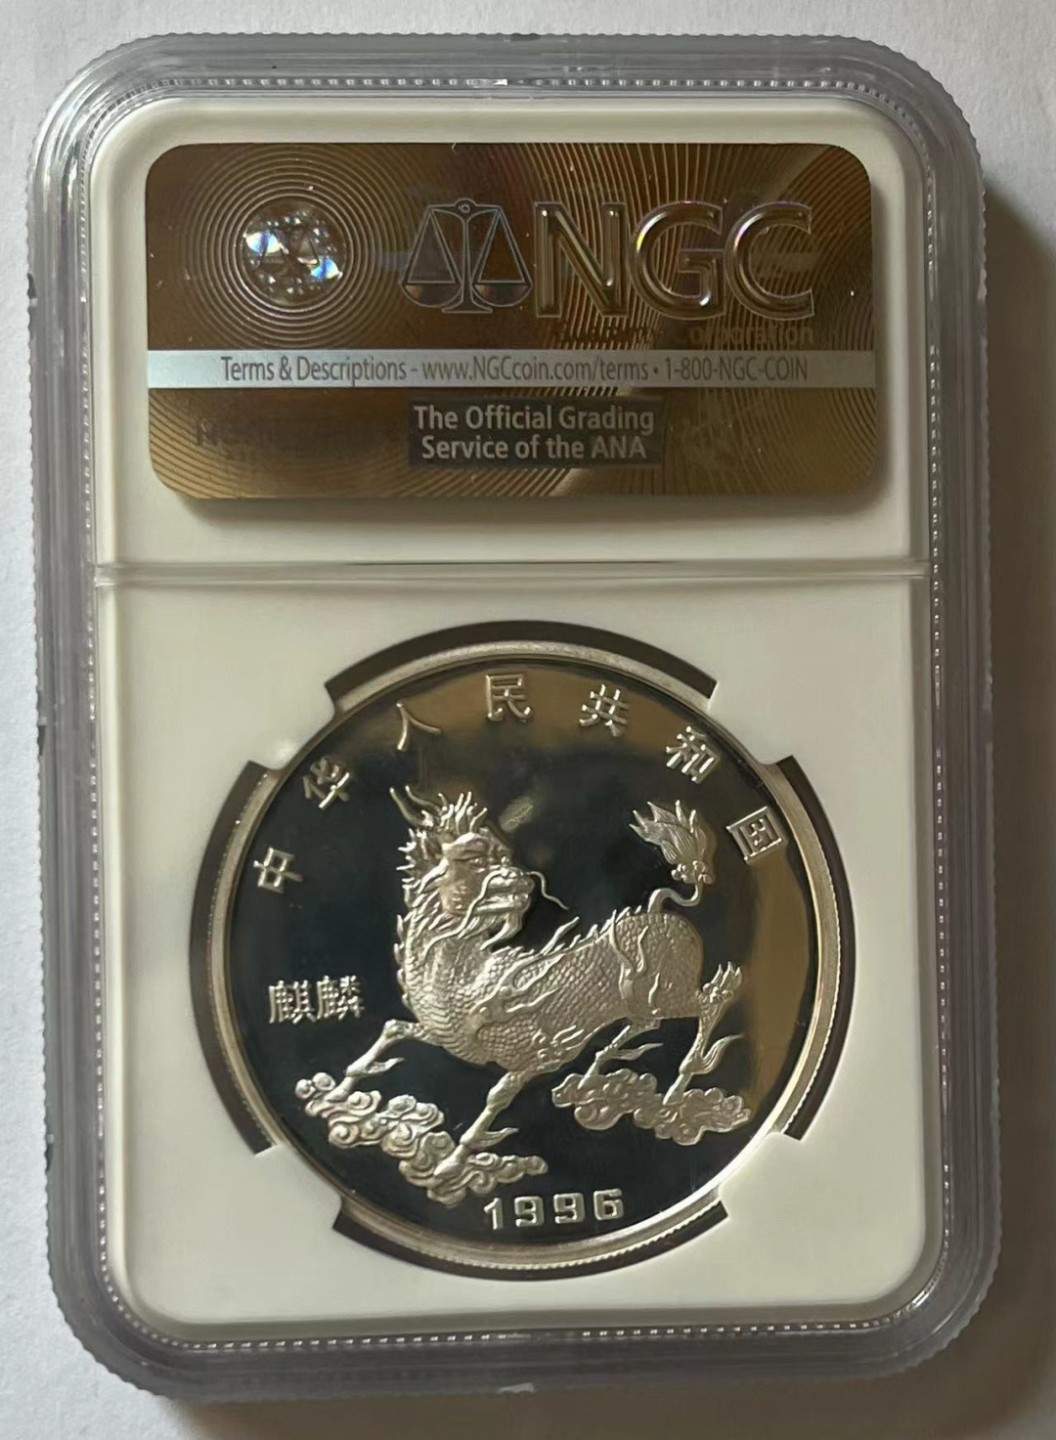 NGC
Corporation
Terms & Descriptions - www.NGCcoin.com/terms • 1-800-NGC-COIN
The Official Grading
Service of the ANA
中华人民共和国
麒麟
1996